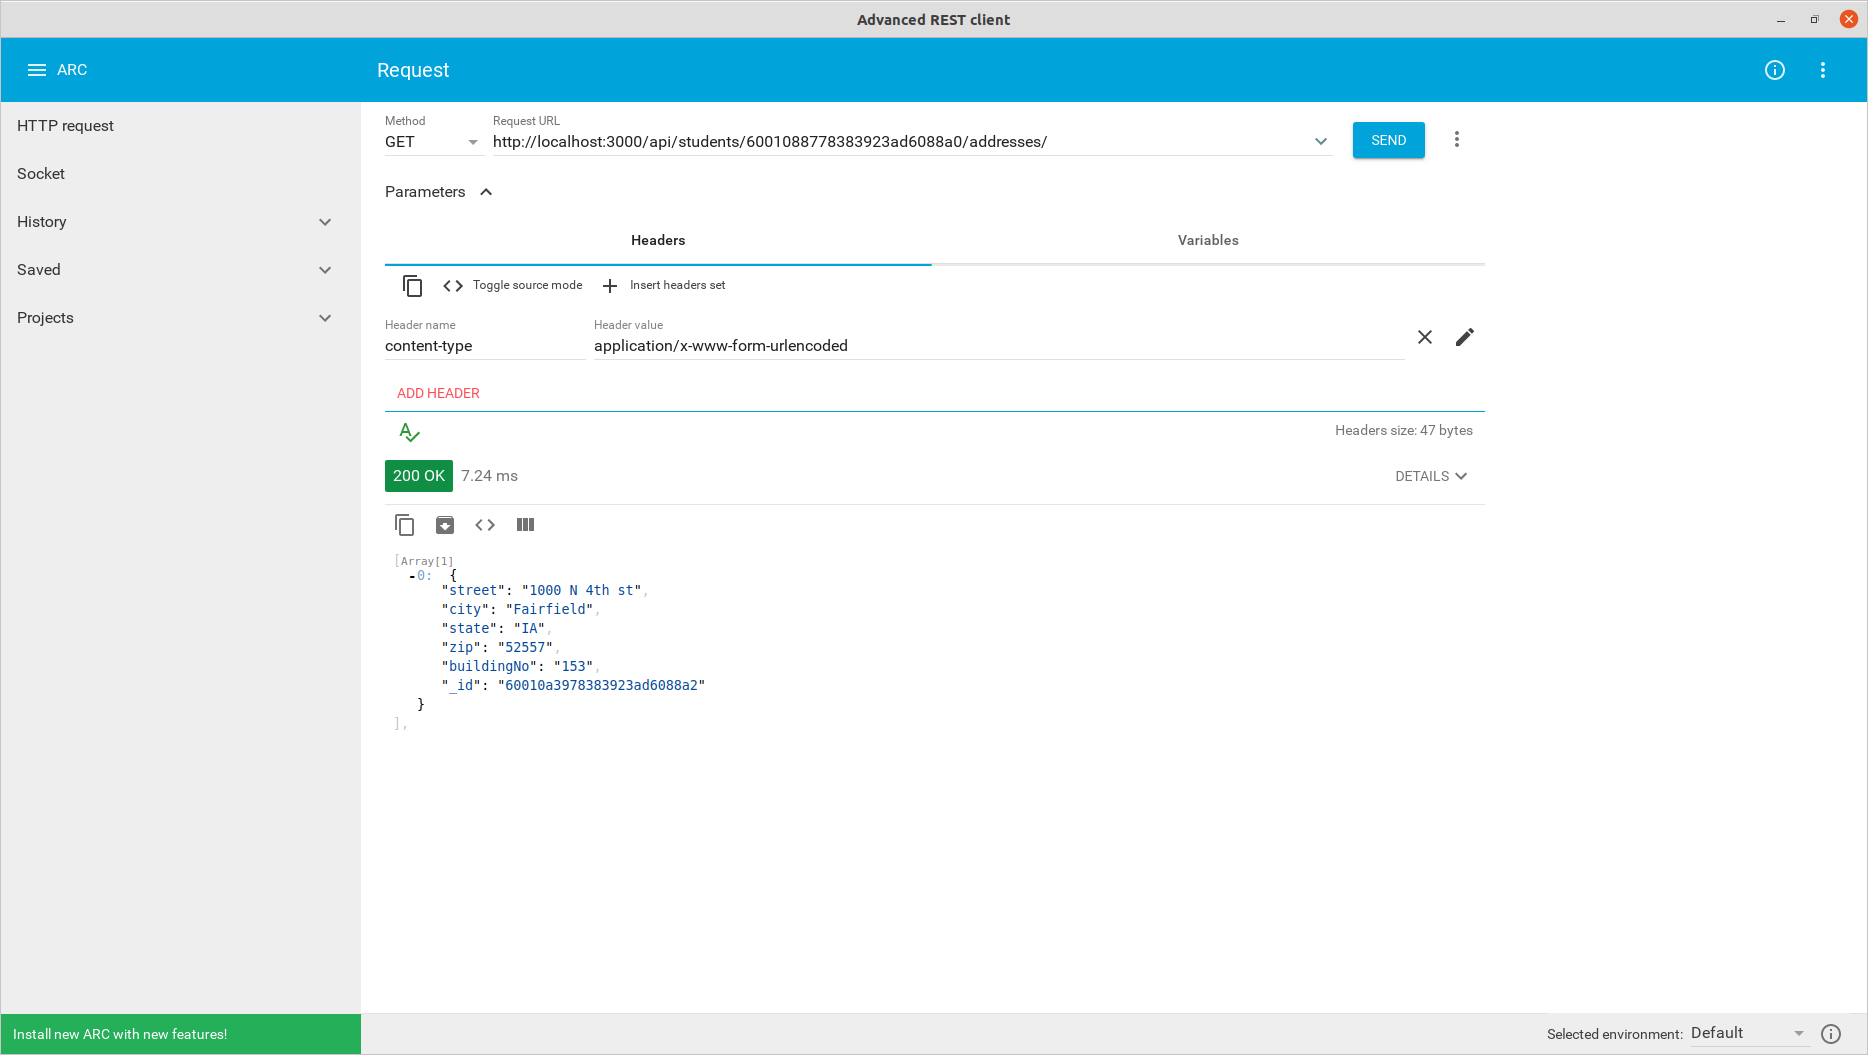 Advanced REST client
ARC
Request
HTTP request
Socket
History
Saved
Projects
Method
GET
Request URL
http://localhost:3000/api/students/6001088778383923ad6088a0/addresses/
SEND
Parameters
Headers
Variables
Toggle source mode
Insert headers set
Header name
content-type
Header value
application/x-www-form-urlencoded
ADD HEADER
Headers size: 47 bytes
200 OK
7.24 ms
DETAILS
[Array[1]
-0: {
"street": "1000 N 4th st",
"city": "Fairfield",
"state": "IA",
"zip": "52557",
"buildingNo": "153",
"_id": "60010a3978383923ad6088a2"
}
],
Install new ARC with new features!
Selected environment: Default